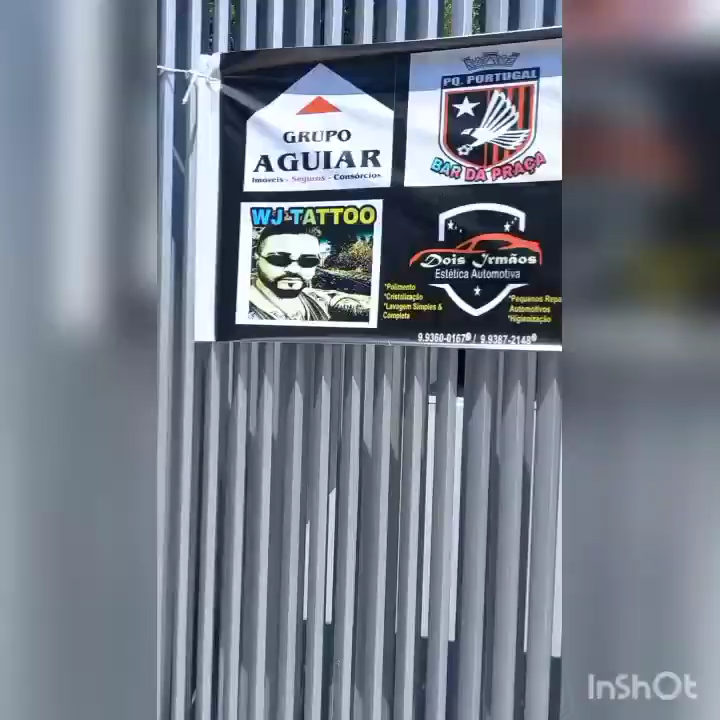 GRUPO
AGUIAR
Imóveis - Seguros - Consórcios
PQ. PORTUGAL
BAR DA PRAÇA
WJ TATTOO
Dois Irmãos
Estética Automotiva
*Polimento
*Cristalização
*Lavagem Simples &
Completa
*Pequenos Repa
Automotivos
*Higienização
9.9360-0167 / 9.9387-2148
InShOt